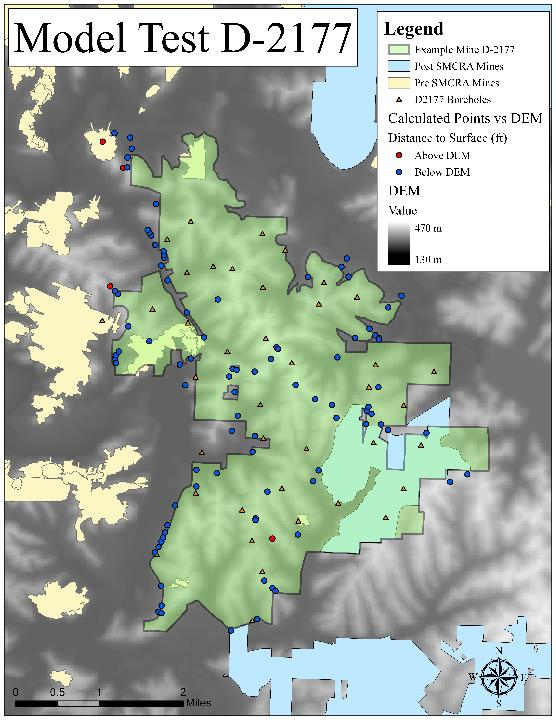 Model Test D-2177
Legend
Example Mine D-2177
Post SMCRA Mines
Pre SMCRA Mines
D2177 Boreholes
Calculated Points vs DEM
Distance to Surface (ft)
Above DEM
Below DEM
DEM
Value
470 m
130 m
N
W E
S
0 0.5 1 2
Miles